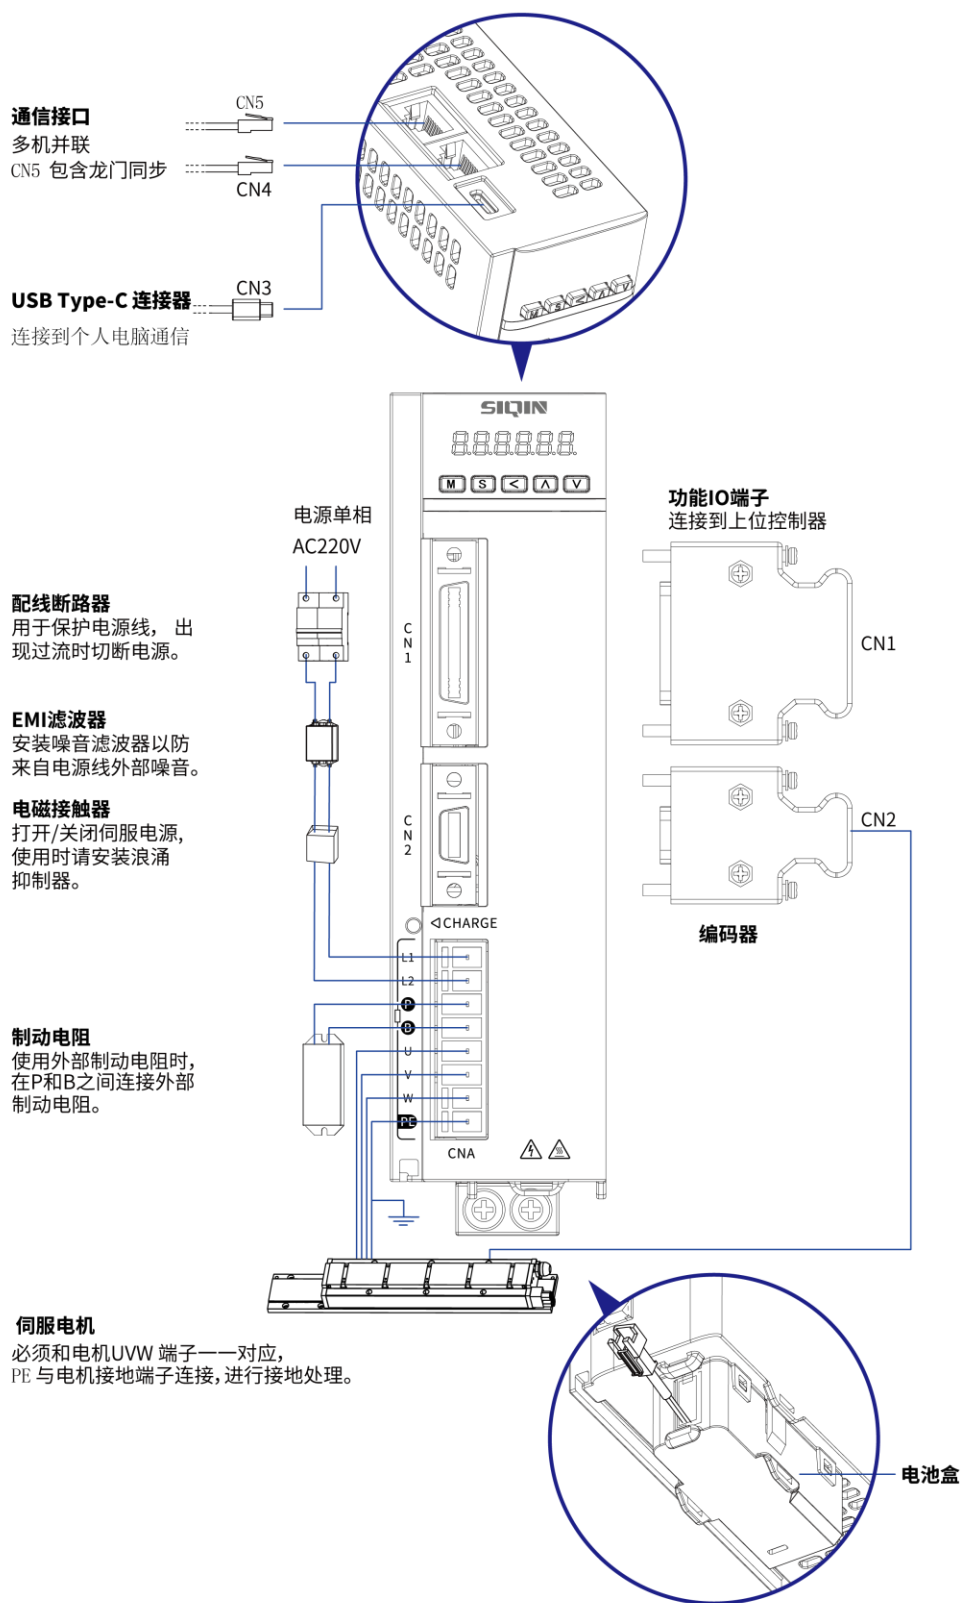 CN5
通信接口
多机并联
CN5 包含龙门同步
CN4
CN3
USB Type-C 连接器
连接到个人电脑通信
M S < ∧ ∨
SIQIN
8.8.8.8.8.8.
M S < ∧ ∨
电源单相
AC220V
功能IO端子
连接到上位控制器
配线断路器
用于保护电源线， 出
现过流时切断电源。
CN1
CN1
EMI滤波器
安装噪音滤波器以防
来自电源线外部噪音。
电磁接触器
打开/关闭伺服电源，
使用时请安装浪涌
抑制器。
CN2
CN2
编码器
CHARGE
L1
L2
P
B
U
V
W
PE
CNA
制动电阻
使用外部制动电阻时，
在P和B之间连接外部
制动电阻。
伺服电机
必须和电机UVW 端子一一对应，
PE 与电机接地端子连接，进行接地处理。
电池盒